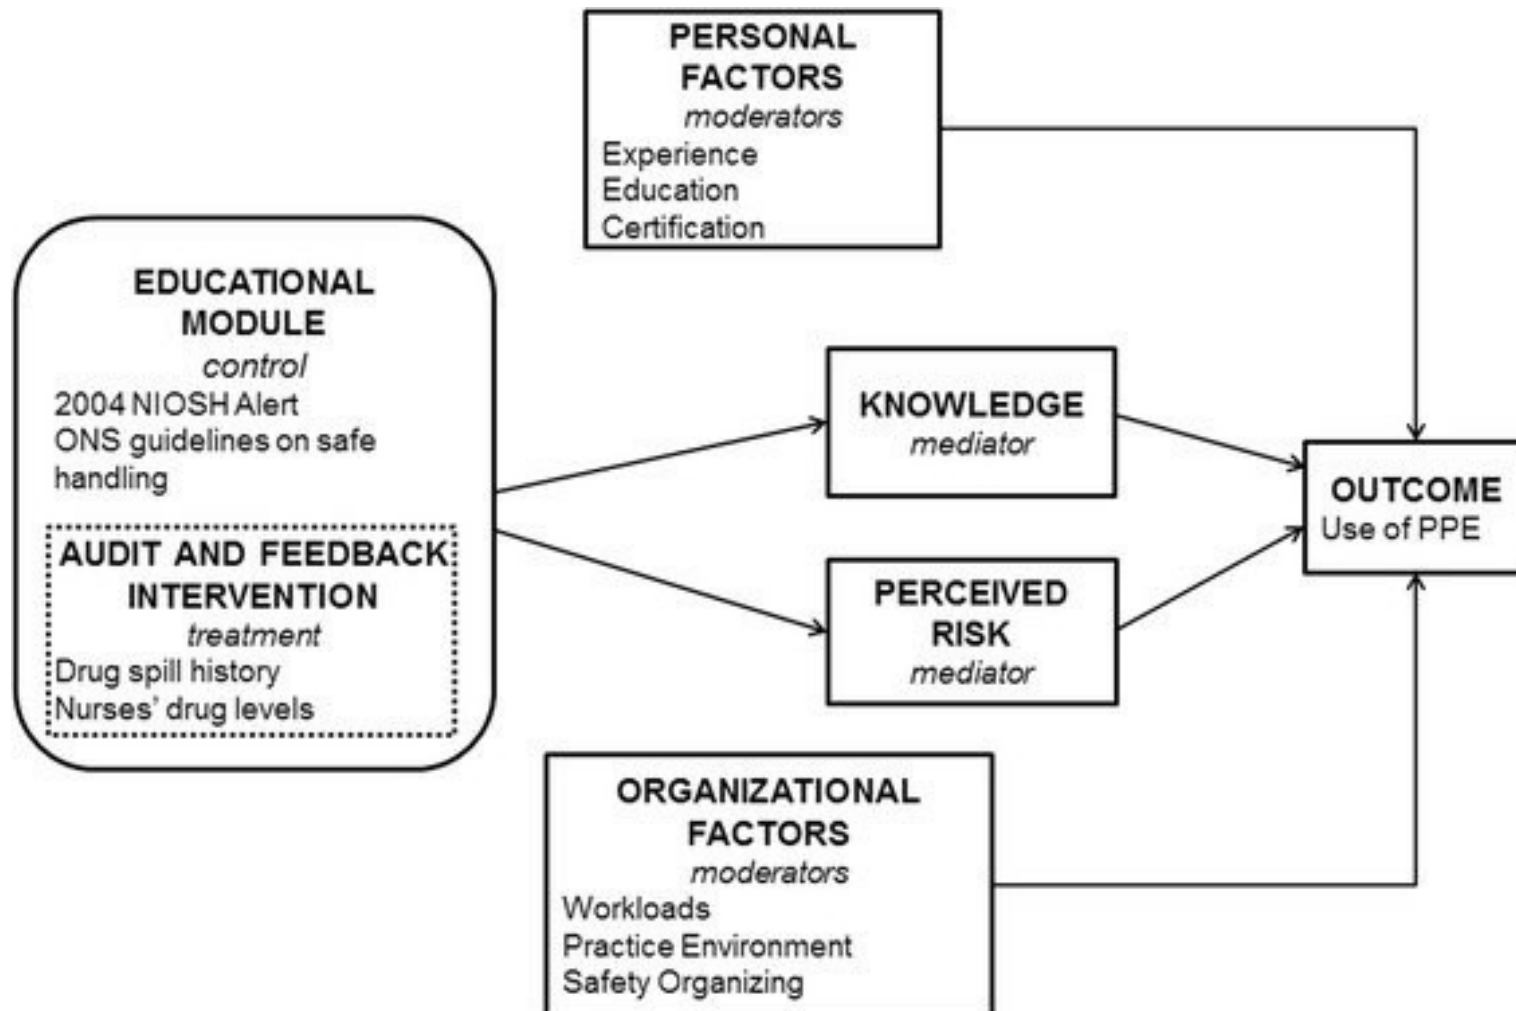 PERSONAL
FACTORS
moderators
Experience
Education
Certification
EDUCATIONAL
MODULE
control
2004 NIOSH Alert
ONS guidelines on safe
handling
AUDIT AND FEEDBACK
INTERVENTION
treatment
Drug spill history
Nurses' drug levels
KNOWLEDGE
mediator
PERCEIVED
RISK
mediator
OUTCOME
Use of PPE
ORGANIZATIONAL
FACTORS
moderators
Workloads
Practice Environment
Safety Organizing